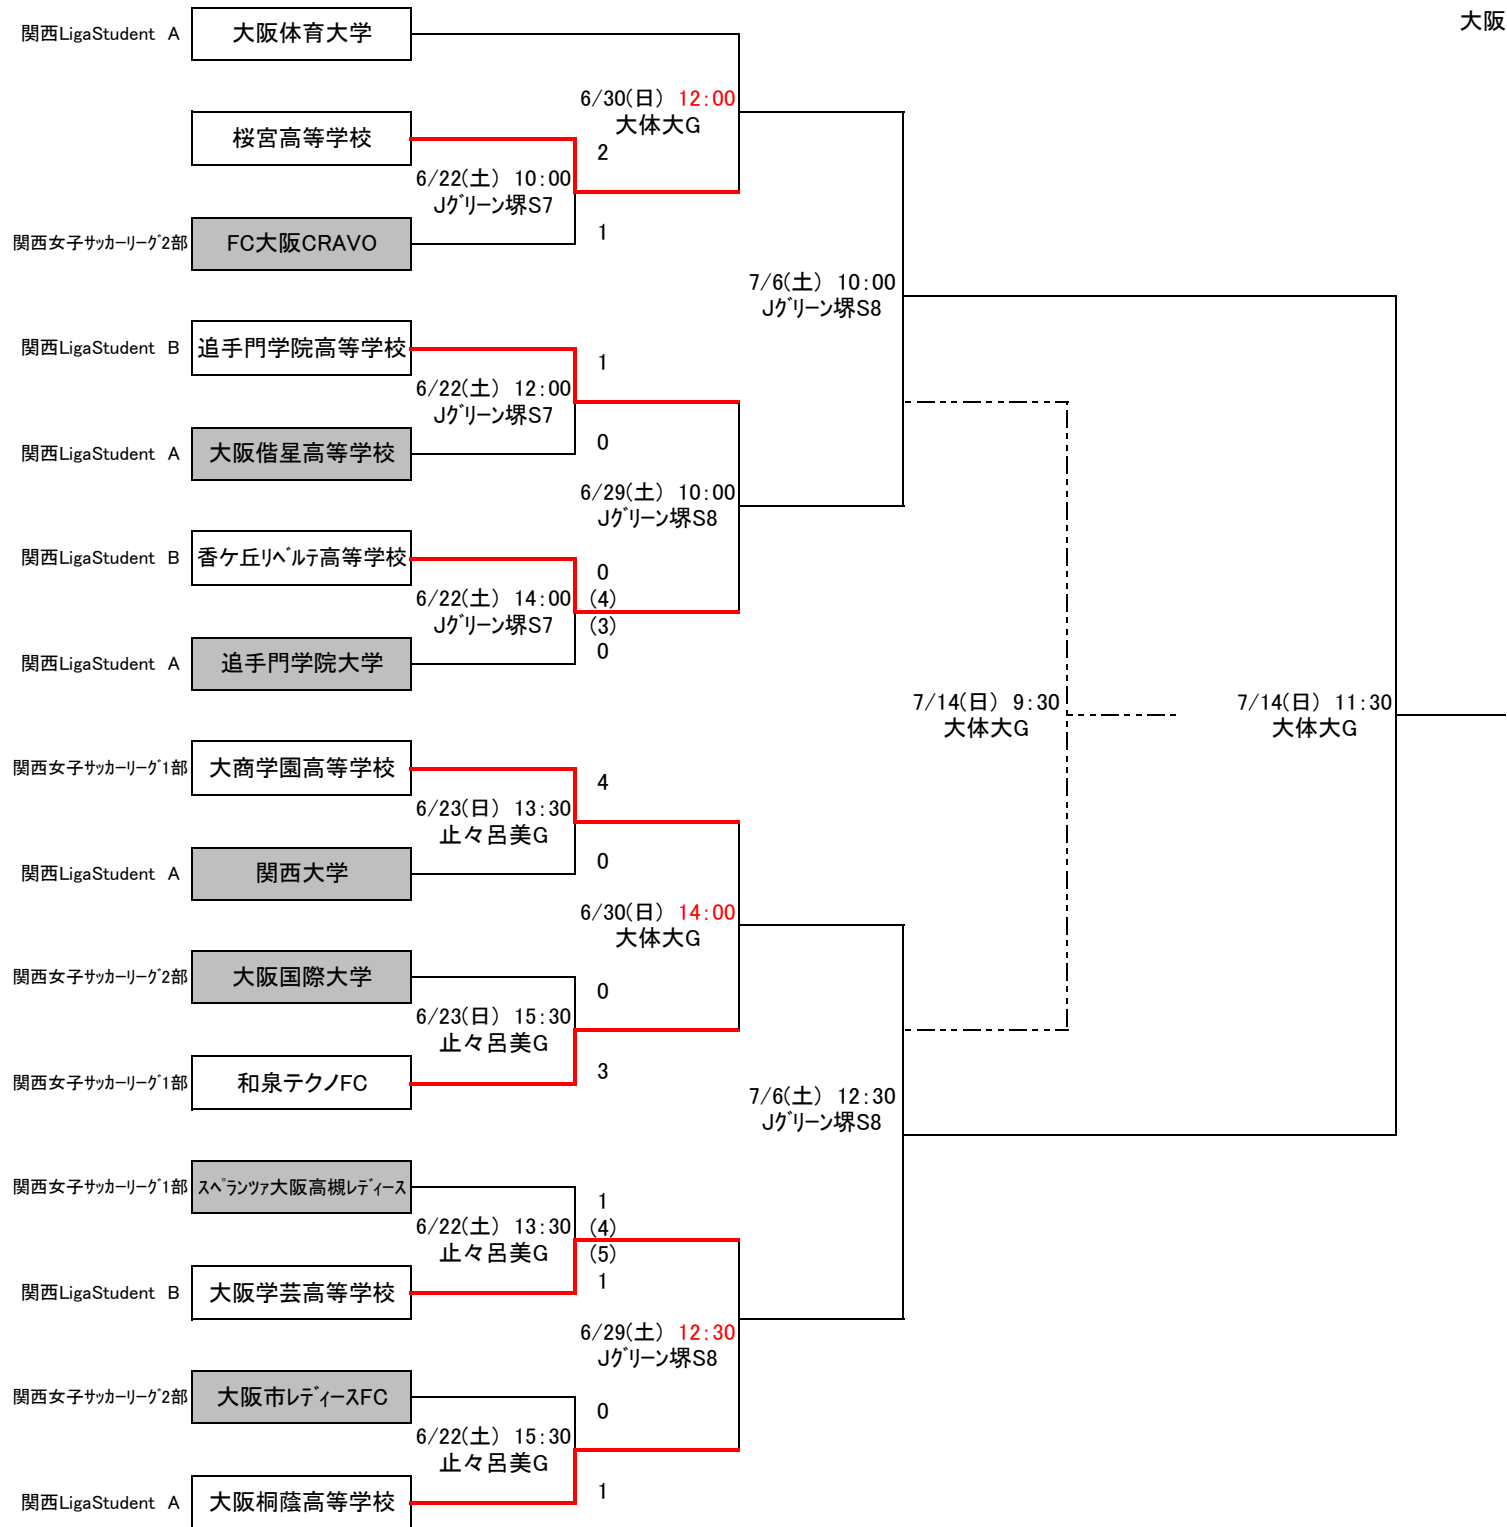 大阪
関西LigaStudent A
大阪体育大学
6/30(日) 12:00
大体大G
桜宮高等学校
2
6/22(土) 10:00
Jグリーン堺S7
関西女子サッカーリーグ2部
FC大阪CRAVO
1
7/6(土) 10:00
Jグリーン堺S8
関西LigaStudent B
追手門学院高等学校
1
6/22(土) 12:00
Jグリーン堺S7
関西LigaStudent A
大阪偕星高等学校
0
6/29(土) 10:00
Jグリーン堺S8
関西LigaStudent B
香ケ丘リベルテ高等学校
0
6/22(土) 14:00
(4)
Jグリーン堺S7
(3)
関西LigaStudent A
追手門学院大学
0
7/14(日) 9:30
大体大G
7/14(日) 11:30
大体大G
関西女子サッカーリーグ1部
大商学園高等学校
4
6/23(日) 13:30
止々呂美G
関西LigaStudent A
関西大学
0
6/30(日) 14:00
大体大G
関西女子サッカーリーグ2部
大阪国際大学
0
6/23(日) 15:30
止々呂美G
関西女子サッカーリーグ1部
和泉テクノFC
3
7/6(土) 12:30
Jグリーン堺S8
関西女子サッカーリーグ1部
スペランツァ大阪高槻レディース
1
6/22(土) 13:30
(4)
止々呂美G
(5)
関西LigaStudent B
大阪学芸高等学校
1
6/29(土) 12:30
Jグリーン堺S8
関西女子サッカーリーグ2部
大阪市レディースFC
0
6/22(土) 15:30
止々呂美G
関西LigaStudent A
大阪桐蔭高等学校
1